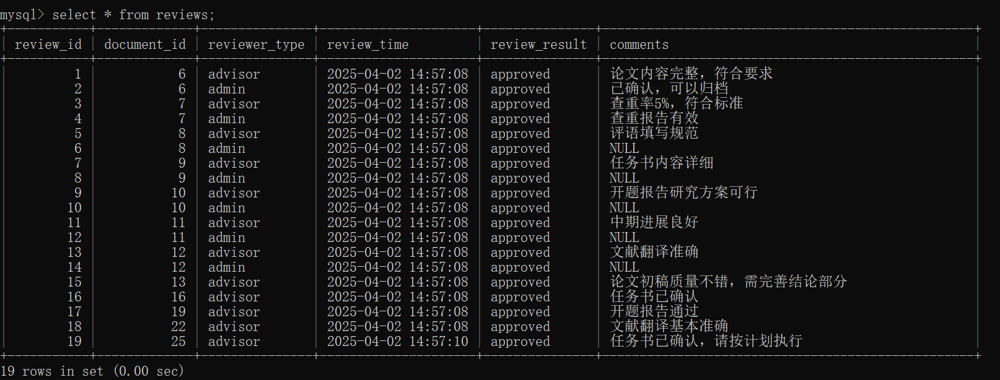 mysql> select * from reviews;
+-----------+-------------+---------------+---------------------+---------------+--------------------------------------------------+
| review_id | document_id | reviewer_type | review_time         | review_result | comments                                         |
+-----------+-------------+---------------+---------------------+---------------+--------------------------------------------------+
|         1 |           6 | advisor       | 2025-04-02 14:57:08 | approved      | 论文内容完整，符合要求
|         2 |           6 | admin         | 2025-04-02 14:57:08 | approved      | 已确认，可以归档
|         3 |           7 | advisor       | 2025-04-02 14:57:08 | approved      | 查重率5%，符合标准
|         4 |           7 | admin         | 2025-04-02 14:57:08 | approved      | 查重报告有效
|         5 |           8 | advisor       | 2025-04-02 14:57:08 | approved      | 评语填写规范
|         6 |           8 | admin         | 2025-04-02 14:57:08 | approved      | NULL                                             |
|         7 |           9 | advisor       | 2025-04-02 14:57:08 | approved      | 任务书内容详细
|         8 |           9 | admin         | 2025-04-02 14:57:08 | approved      | NULL                                             |
|         9 |          10 | advisor       | 2025-04-02 14:57:08 | approved      | 开题报告研究方案可行
|        10 |          10 | admin         | 2025-04-02 14:57:08 | approved      | NULL                                             |
|        11 |          11 | advisor       | 2025-04-02 14:57:08 | approved      | 中期进展良好
|        12 |          11 | admin         | 2025-04-02 14:57:08 | approved      | NULL                                             |
|        13 |          12 | advisor       | 2025-04-02 14:57:08 | approved      | 文献翻译准确
|        14 |          12 | admin         | 2025-04-02 14:57:08 | approved      | NULL                                             |
|        15 |          13 | advisor       | 2025-04-02 14:57:08 | approved      | 论文初稿质量不错，需完善结论部分
|        16 |          16 | advisor       | 2025-04-02 14:57:08 | approved      | 任务书已确认
|        17 |          19 | advisor       | 2025-04-02 14:57:08 | approved      | 开题报告通过
|        18 |          22 | advisor       | 2025-04-02 14:57:08 | approved      | 文献翻译基本准确
|        19 |          25 | advisor       | 2025-04-02 14:57:10 | approved      | 任务书已确认，请按计划执行
+-----------+-------------+---------------+---------------------+---------------+--------------------------------------------------+
19 rows in set (0.00 sec)